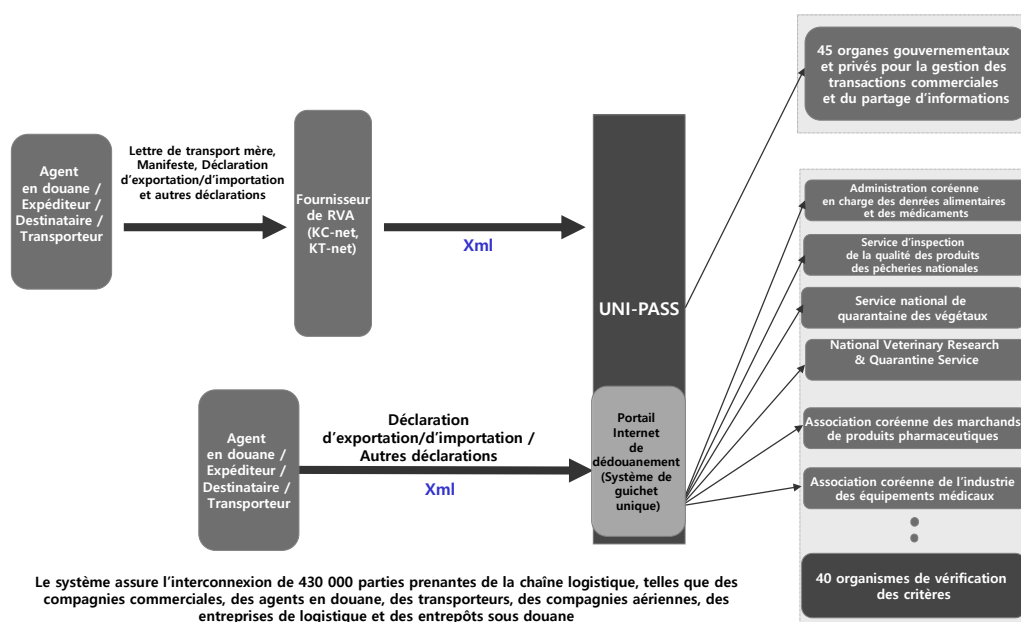 45 organes gouvernementaux
et privés pour la gestion des
transactions commerciales
et du partage d'informations
Agent
en douane /
Expéditeur /
Destinataire /
Transporteur
Lettre de transport mère,
Manifeste, Déclaration
d'exportation/d'importation
et autres déclarations
Fournisseur
de RVA
(KC-net,
KT-net)
Xml
UNI-PASS
Administration coréenne
en charge des denrées alimentaires
et des médicaments
Service d'inspection
de la qualité des produits
des pêcheries nationales
Service national de
quarantaine des végétaux
National Veterinary Research
& Quarantine Service
Association coréenne des marchands
de produits pharmaceutiques
Association coréenne de l'industrie
des équipements médicaux
40 organismes de vérification
des critères
Agent
en douane /
Expéditeur /
Destinataire /
Transporteur
Déclaration
d'exportation/d'importation /
Autres déclarations
Xml
Portail
Internet
de
dédouanement
(Système de
guichet
unique)
Le système assure l'interconnexion de 430 000 parties prenantes de la chaîne logistique, telles que des
compagnies commerciales, des agents en douane, des transporteurs, des compagnies aériennes, des
entreprises de logistique et des entrepôts sous douane